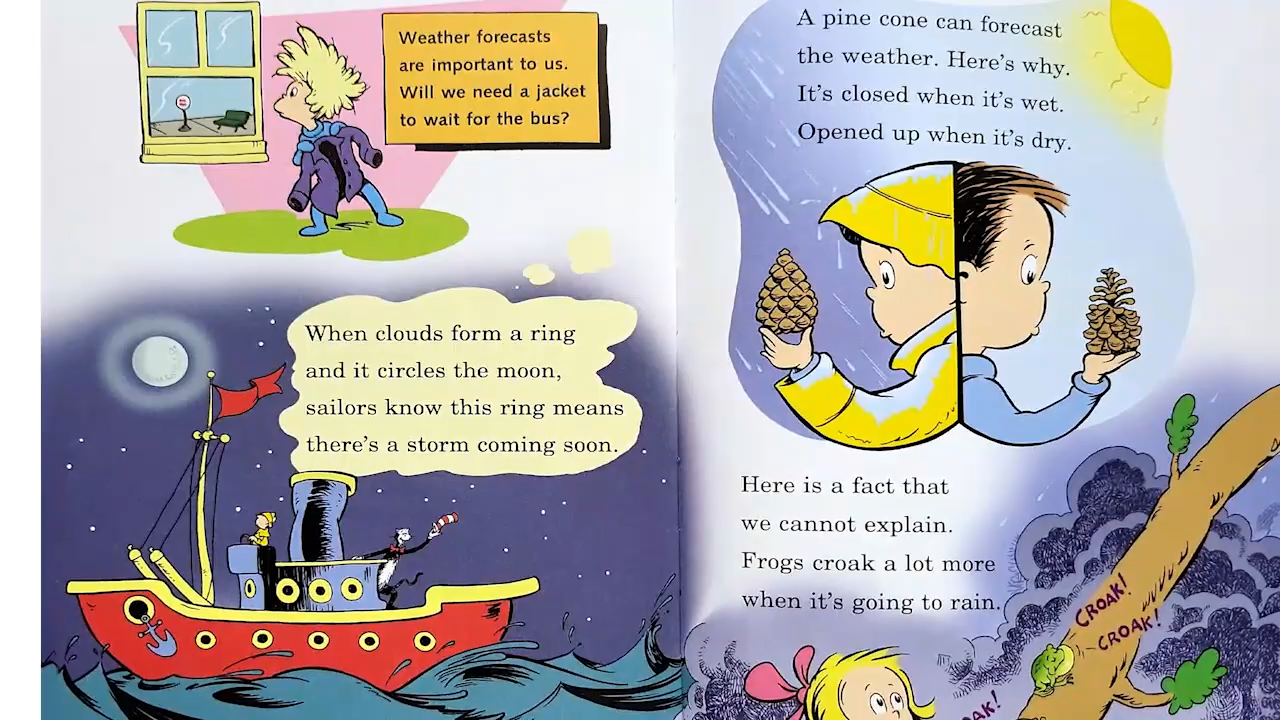 Weather forecasts
are important to us.
Will we need a jacket
to wait for the bus?
When clouds form a ring
and it circles the moon,
sailors know this ring means
there's a storm coming soon.
A pine cone can forecast
the weather. Here's why.
It's closed when it's wet.
Opened up when it's dry.
Here is a fact that
we cannot explain.
Frogs croak a lot more
when it's going to rain.
CROAK!
CROAK!